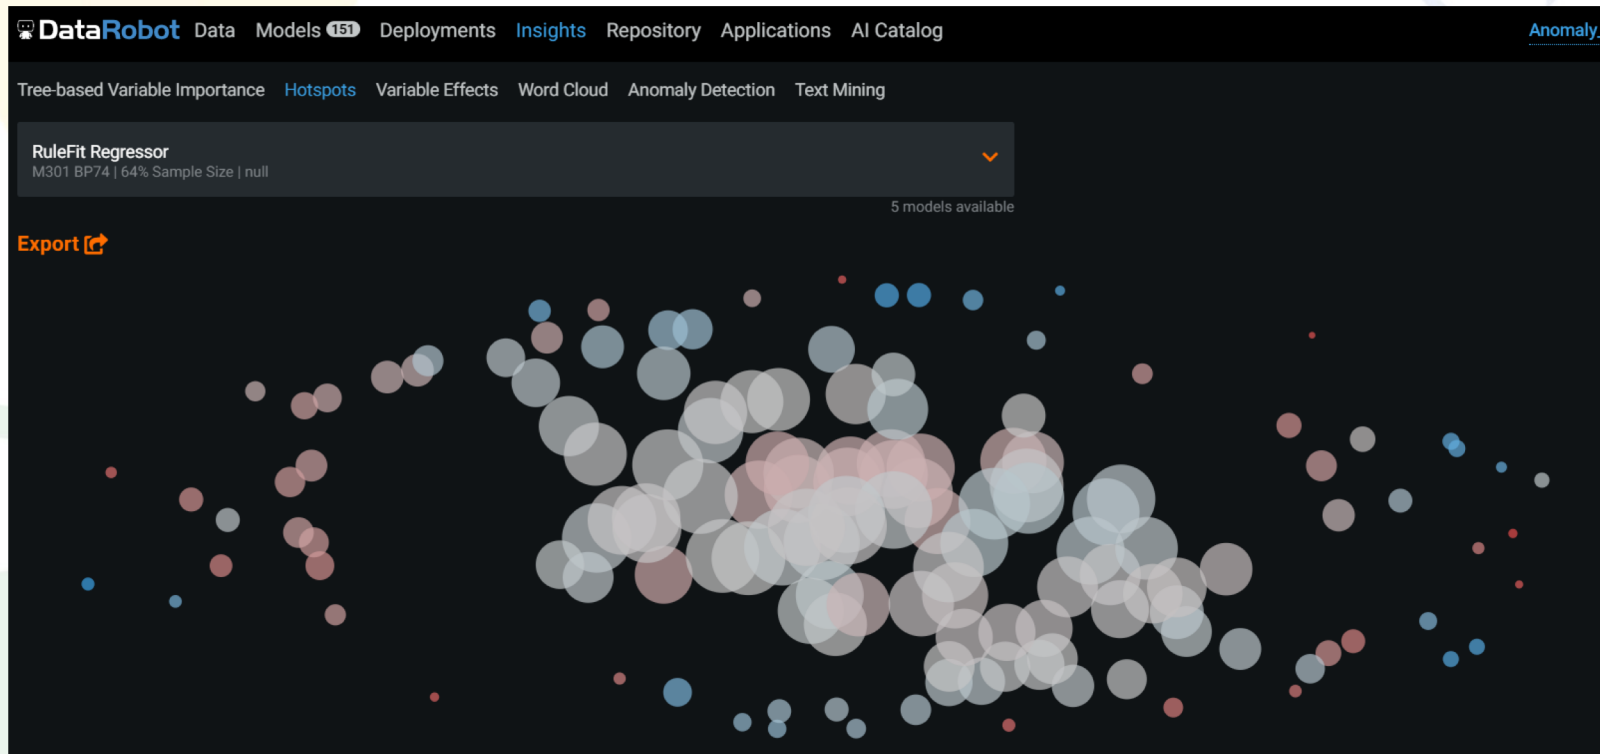 DataRobot Data Models 151 Deployments Insights Repository Applications AI Catalog Anomaly_
Tree-based Variable Importance Hotspots Variable Effects Word Cloud Anomaly Detection Text Mining
RuleFit Regressor
M301 BP74 | 64% Sample Size | null
5 models available
Export